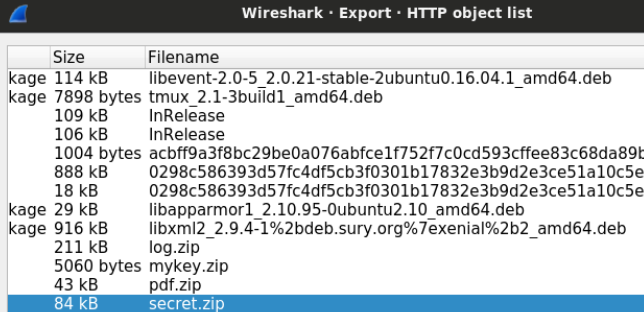 Wireshark · Export · HTTP object list
Size Filename
kage 114 kB libevent-2.0-5_2.0.21-stable-2ubuntu0.16.04.1_amd64.deb
kage 7898 bytes tmux_2.1-3build1_amd64.deb
109 kB InRelease
106 kB InRelease
1004 bytes acbff9a3f8bc29be0a076abfce1f752f7c0cd593cffee83c68da89b
888 kB 0298c586393d57fc4df5cb3f0301b17832e3b9d2e3ce51a10c5e
18 kB 0298c586393d57fc4df5cb3f0301b17832e3b9d2e3ce51a10c5e
kage 29 kB libapparmor1_2.10.95-0ubuntu2.10_amd64.deb
kage 916 kB libxml2_2.9.4-1%2bdeb.sury.org%7exenial%2b2_amd64.deb
211 kB log.zip
5060 bytes mykey.zip
43 kB pdf.zip
84 kB secret.zip